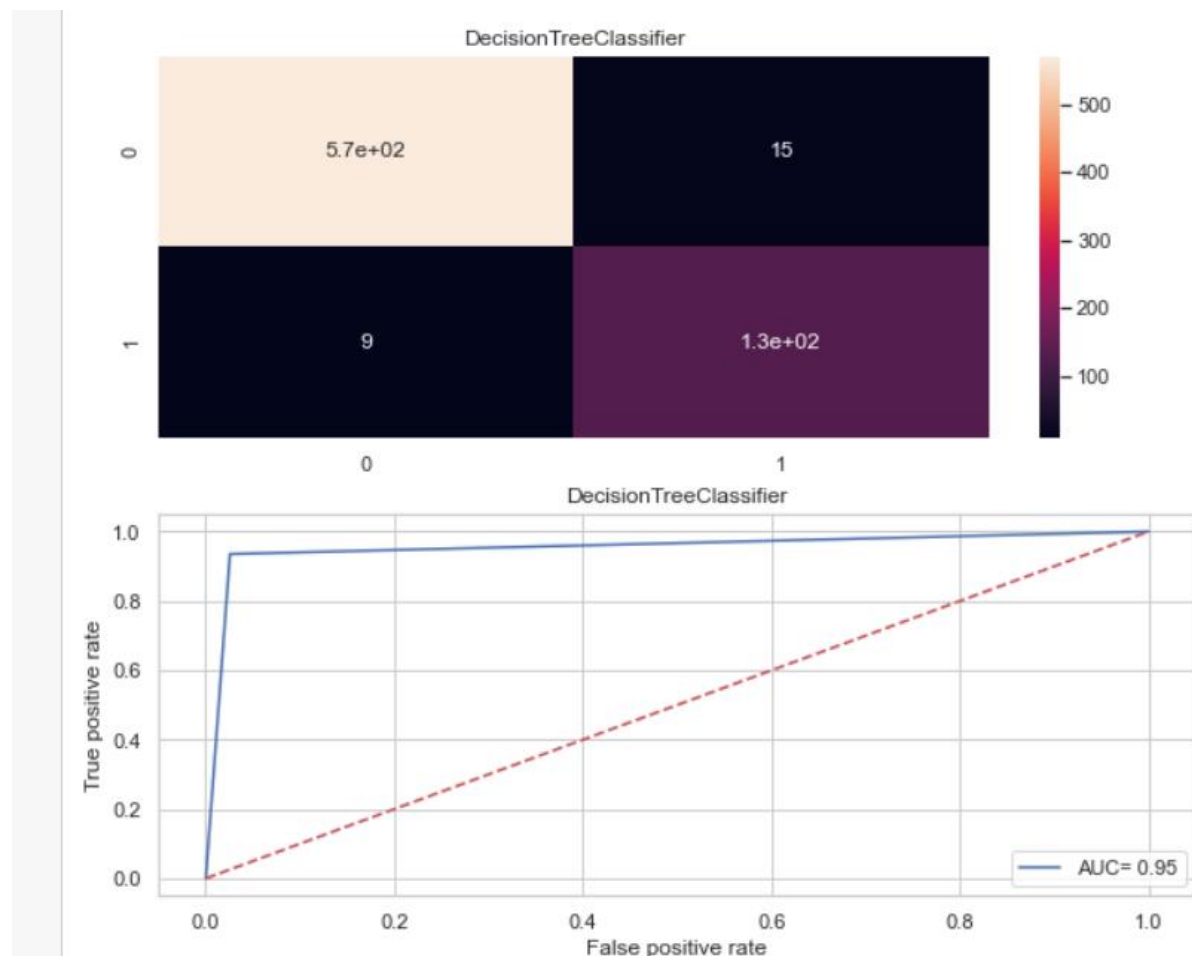 DecisionTreeClassifier
0
5.7e+02
15
1
9
1.3e+02
0
1
500
400
300
200
100
DecisionTreeClassifier
True positive rate
1.0
0.8
0.6
0.4
0.2
0.0
AUC= 0.95
0.0 0.2 0.4 0.6 0.8 1.0
False positive rate